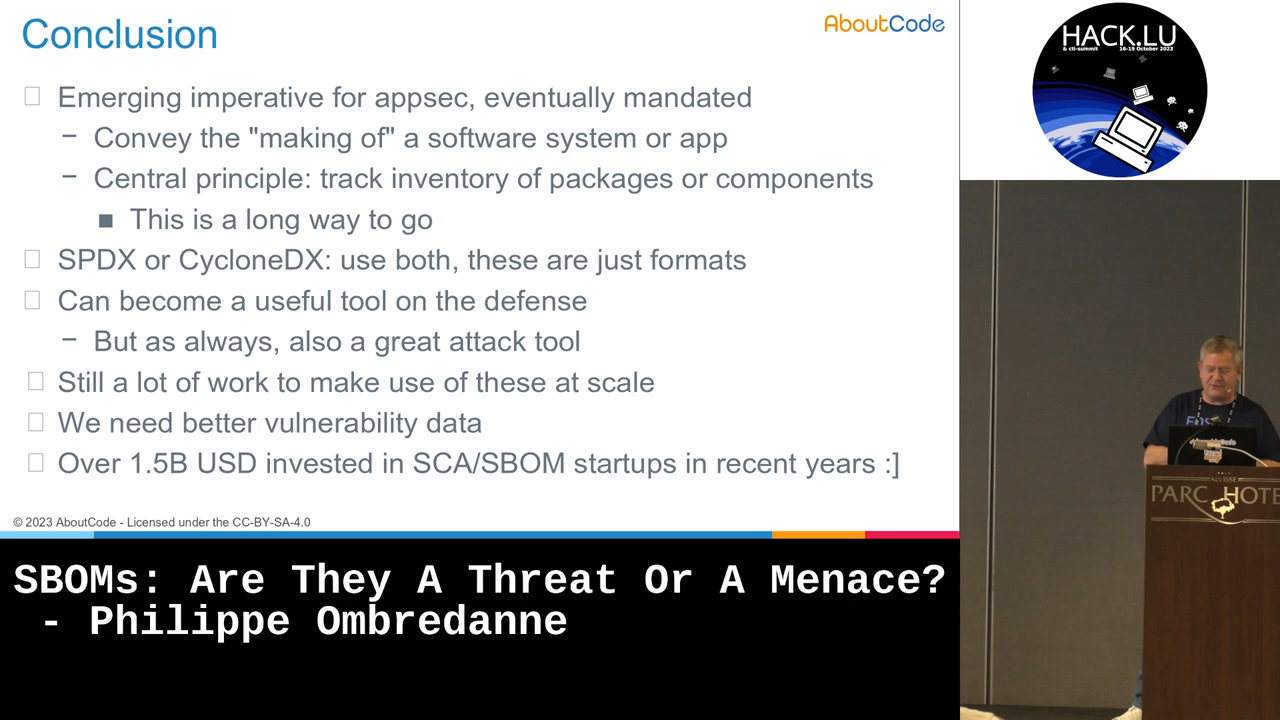 Conclusion
AboutCode
Emerging imperative for appsec, eventually mandated
− Convey the "making of" a software system or app
− Central principle: track inventory of packages or components
■ This is a long way to go
SPDX or CycloneDX: use both, these are just formats
Can become a useful tool on the defense
− But as always, also a great attack tool
Still a lot of work to make use of these at scale
We need better vulnerability data
Over 1.5B USD invested in SCA/SBOM startups in recent years :]
© 2023 AboutCode - Licensed under the CC-BY-SA-4.0
SBOMs: Are They A Threat Or A Menace?
- Philippe Ombredanne
HACK.LU
& cti-summit 16-19 October 2023
ALVISSE
PARC HOTE